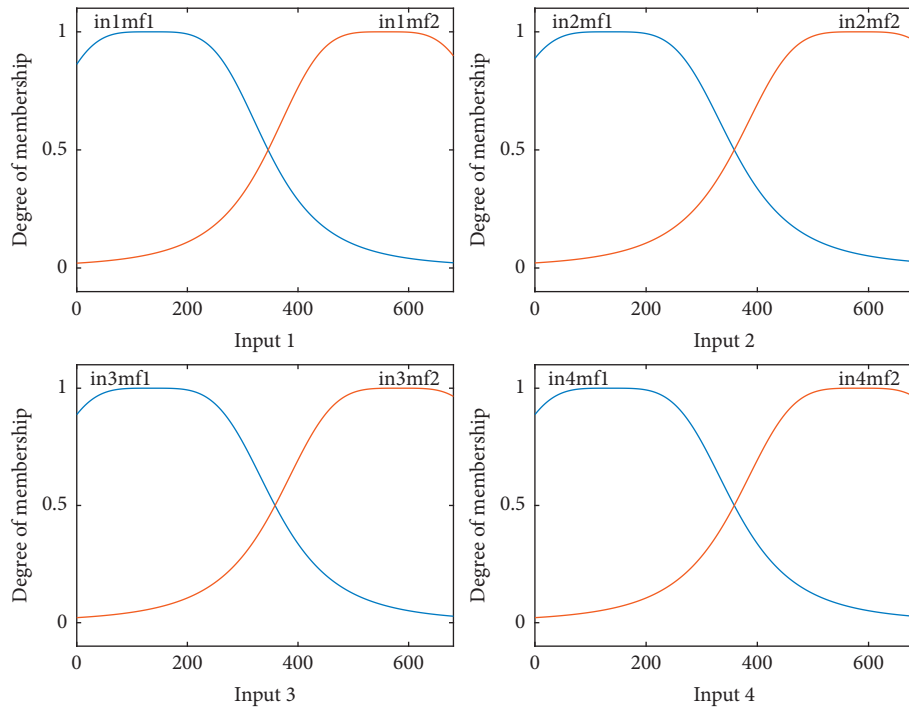 in1mf1 in1mf2
1
0.5
0
Degree of membership
0 200 400 600
Input 1
in2mf1 in2mf2
1
0.5
0
Degree of membership
0 200 400 600
Input 2
in3mf1 in3mf2
1
0.5
0
Degree of membership
0 200 400 600
Input 3
in4mf1 in4mf2
1
0.5
0
Degree of membership
0 200 400 600
Input 4